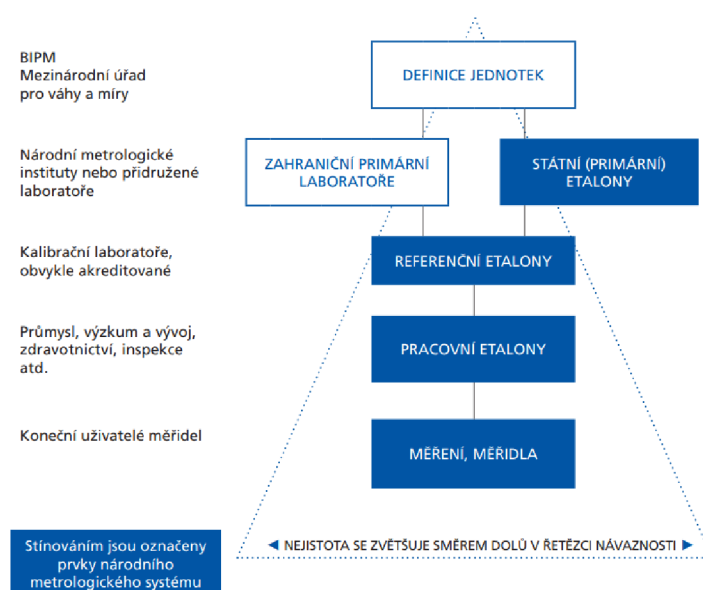 BIPM
Mezinárodní úřad
pro váhy a míry
DEFINICE JEDNOTEK
Národní metrologické
instituty nebo přidružené
laboratoře
ZAHRANIČNÍ PRIMÁRNÍ
LABORATOŘE
STÁTNÍ (PRIMÁRNÍ)
ETALONY
Kalibrační laboratoře,
obvykle akreditované
REFERENČNÍ ETALONY
Průmysl, výzkum a vývoj,
zdravotnictví, inspekce
atd.
PRACOVNÍ ETALONY
Koneční uživatelé měřidel
MĚŘENÍ, MĚŘIDLA
Stínováním jsou označeny
prvky národního
metrologického systému
◄ NEJISTOTA SE ZVĚTŠUJE SMĚREM DOLŮ V ŘETĚZCI NÁVAZNOSTI ►